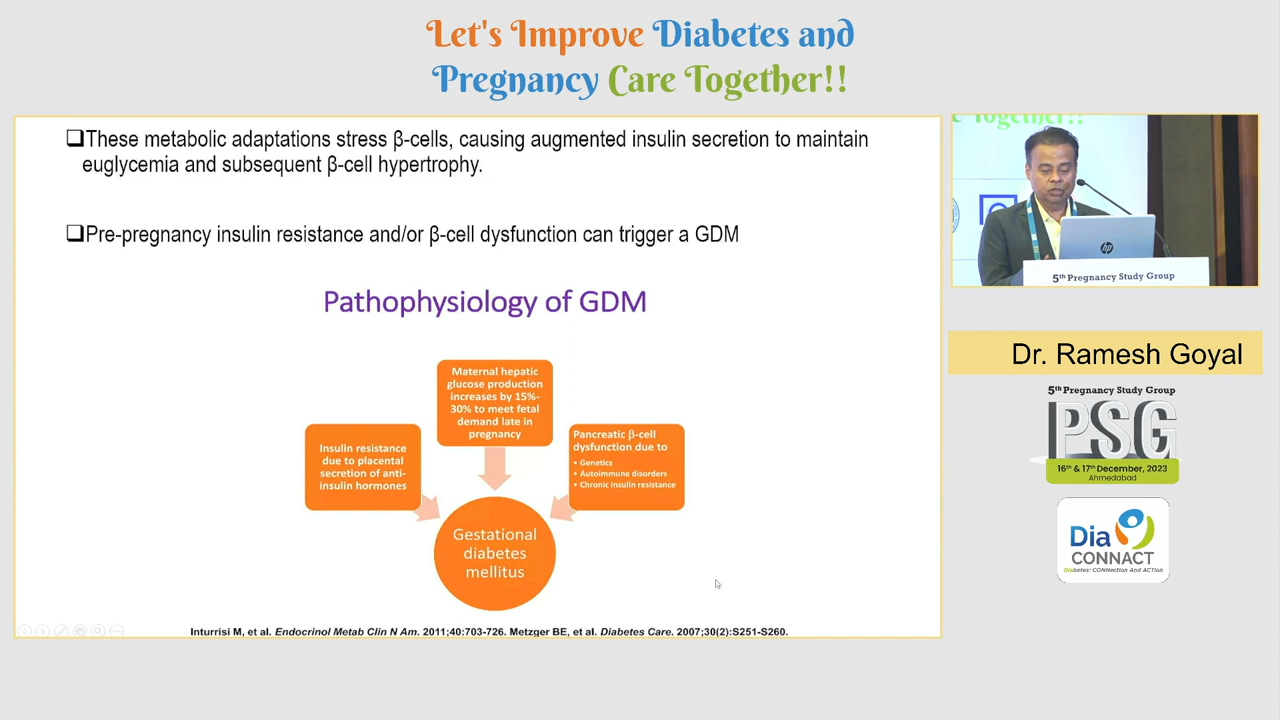 Let's Improve Diabetes and
Pregnancy Care Together!!
❑These metabolic adaptations stress β-cells, causing augmented insulin secretion to maintain
euglycemia and subsequent β-cell hypertrophy.
❑Pre-pregnancy insulin resistance and/or β-cell dysfunction can trigger a GDM
Pathophysiology of GDM
Maternal hepatic
glucose production
increases by 15%-
30% to meet fetal
demand late in
pregnancy
Insulin resistance
due to placental
secretion of anti-
insulin hormones
Pancreatic β-cell
dysfunction due to
• Genetics
• Autoimmune disorders
• Chronic insulin resistance
Gestational
diabetes
mellitus
Inturrisi M, et al. Endocrinol Metab Clin N Am. 2011;40:703-726. Metzger BE, et al. Diabetes Care. 2007;30(2):S251-S260.
Together!!
hp
5th Pregnancy Study Group
Dr. Ramesh Goyal
5th Pregnancy Study Group
PSG
16th & 17th December, 2023
Ahmedabad
Dia
CONNACT
Diabetes: CONNection And ACTion